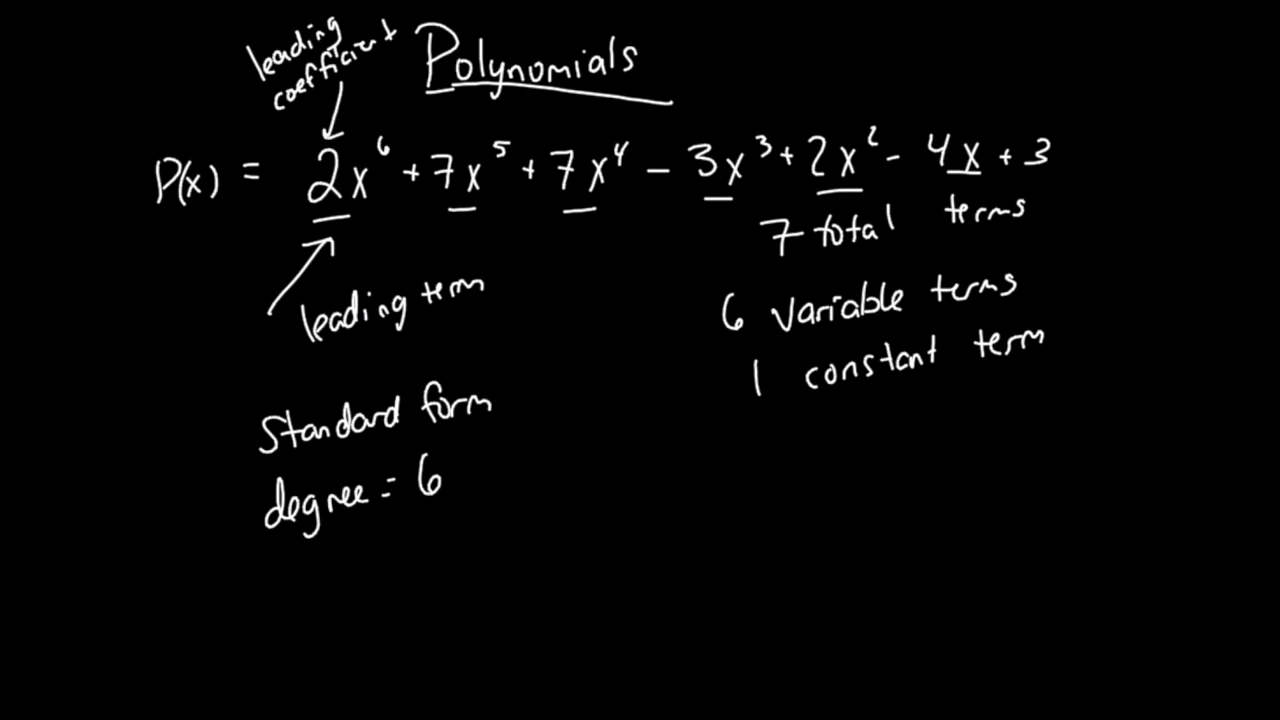 leading
coefficient
Polynomials
P(x) = 2x⁶ + 7x⁵ + 7x⁴ - 3x³ + 2x² - 4x + 3
7 total terms
leading term
6 variable terms
1 constant term
Standard form
degree = 6